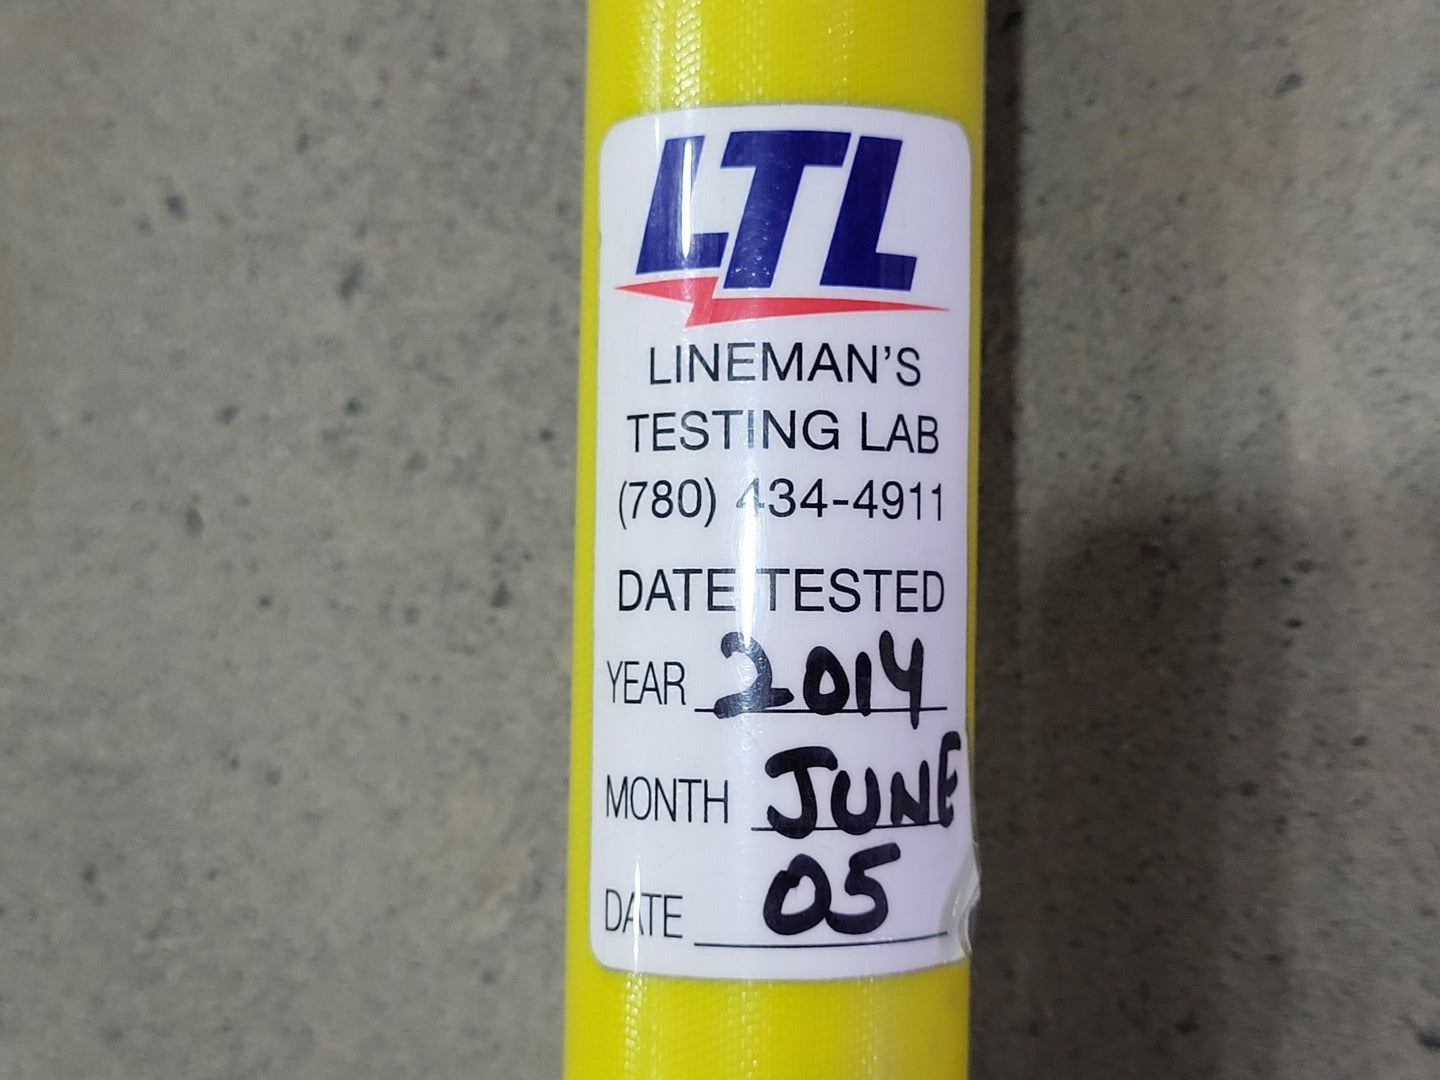 LTL
LINEMAN'S
TESTING LAB
(780) 434-4911
DATE TESTED
YEAR 2014
MONTH JUNE
DATE 05